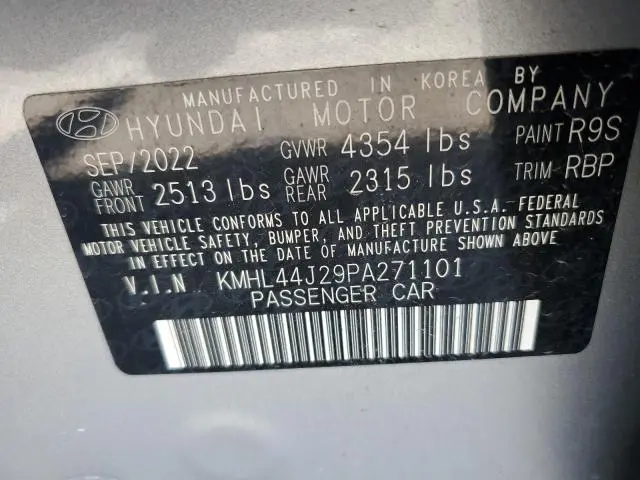 MANUFACTURED IN KOREA BY
HYUNDAI MOTOR COMPANY
SEP/2022 GVWR 4354 lbs PAINT R9S
GAWR FRONT 2513 lbs GAWR REAR 2315 lbs TRIM RBP
THIS VEHICLE CONFORMS TO ALL APPLICABLE U.S.A. FEDERAL
MOTOR VEHICLE SAFETY, BUMPER, AND THEFT PREVENTION STANDARDS
IN EFFECT ON THE DATE OF MANUFACTURE SHOWN ABOVE
V.I.N KMHL44J29PA271101
PASSENGER CAR